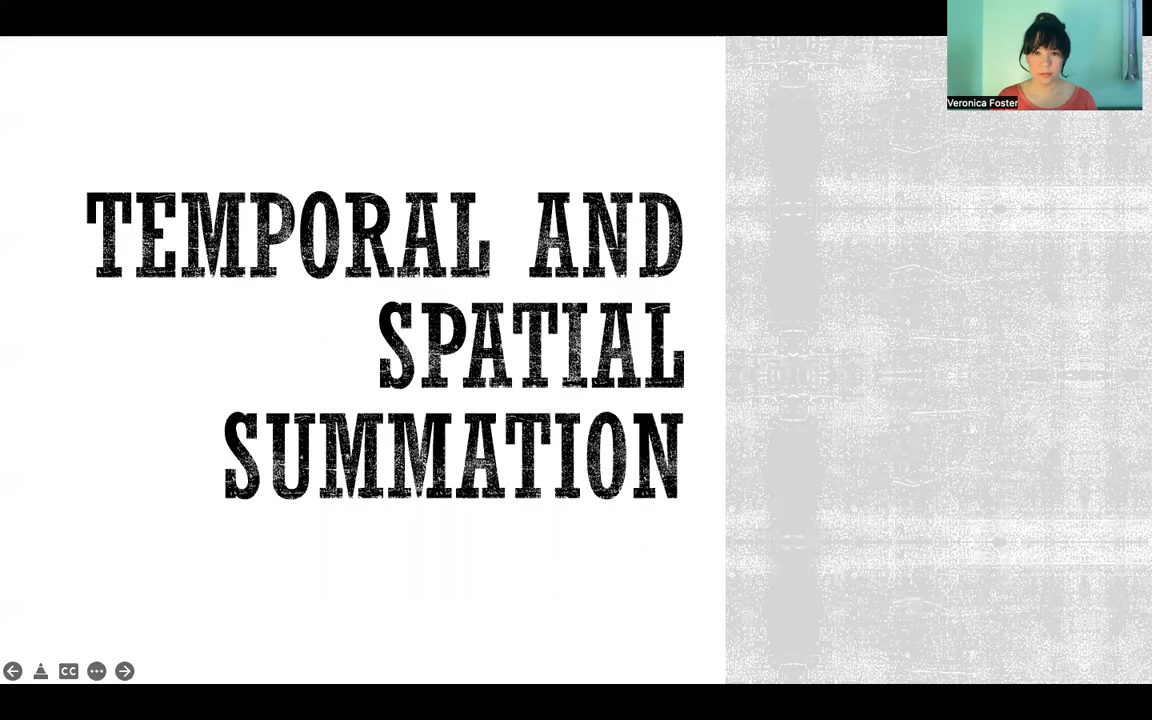 Veronica Foster
TEMPORAL AND
SPATIAL
SUMMATION
CC